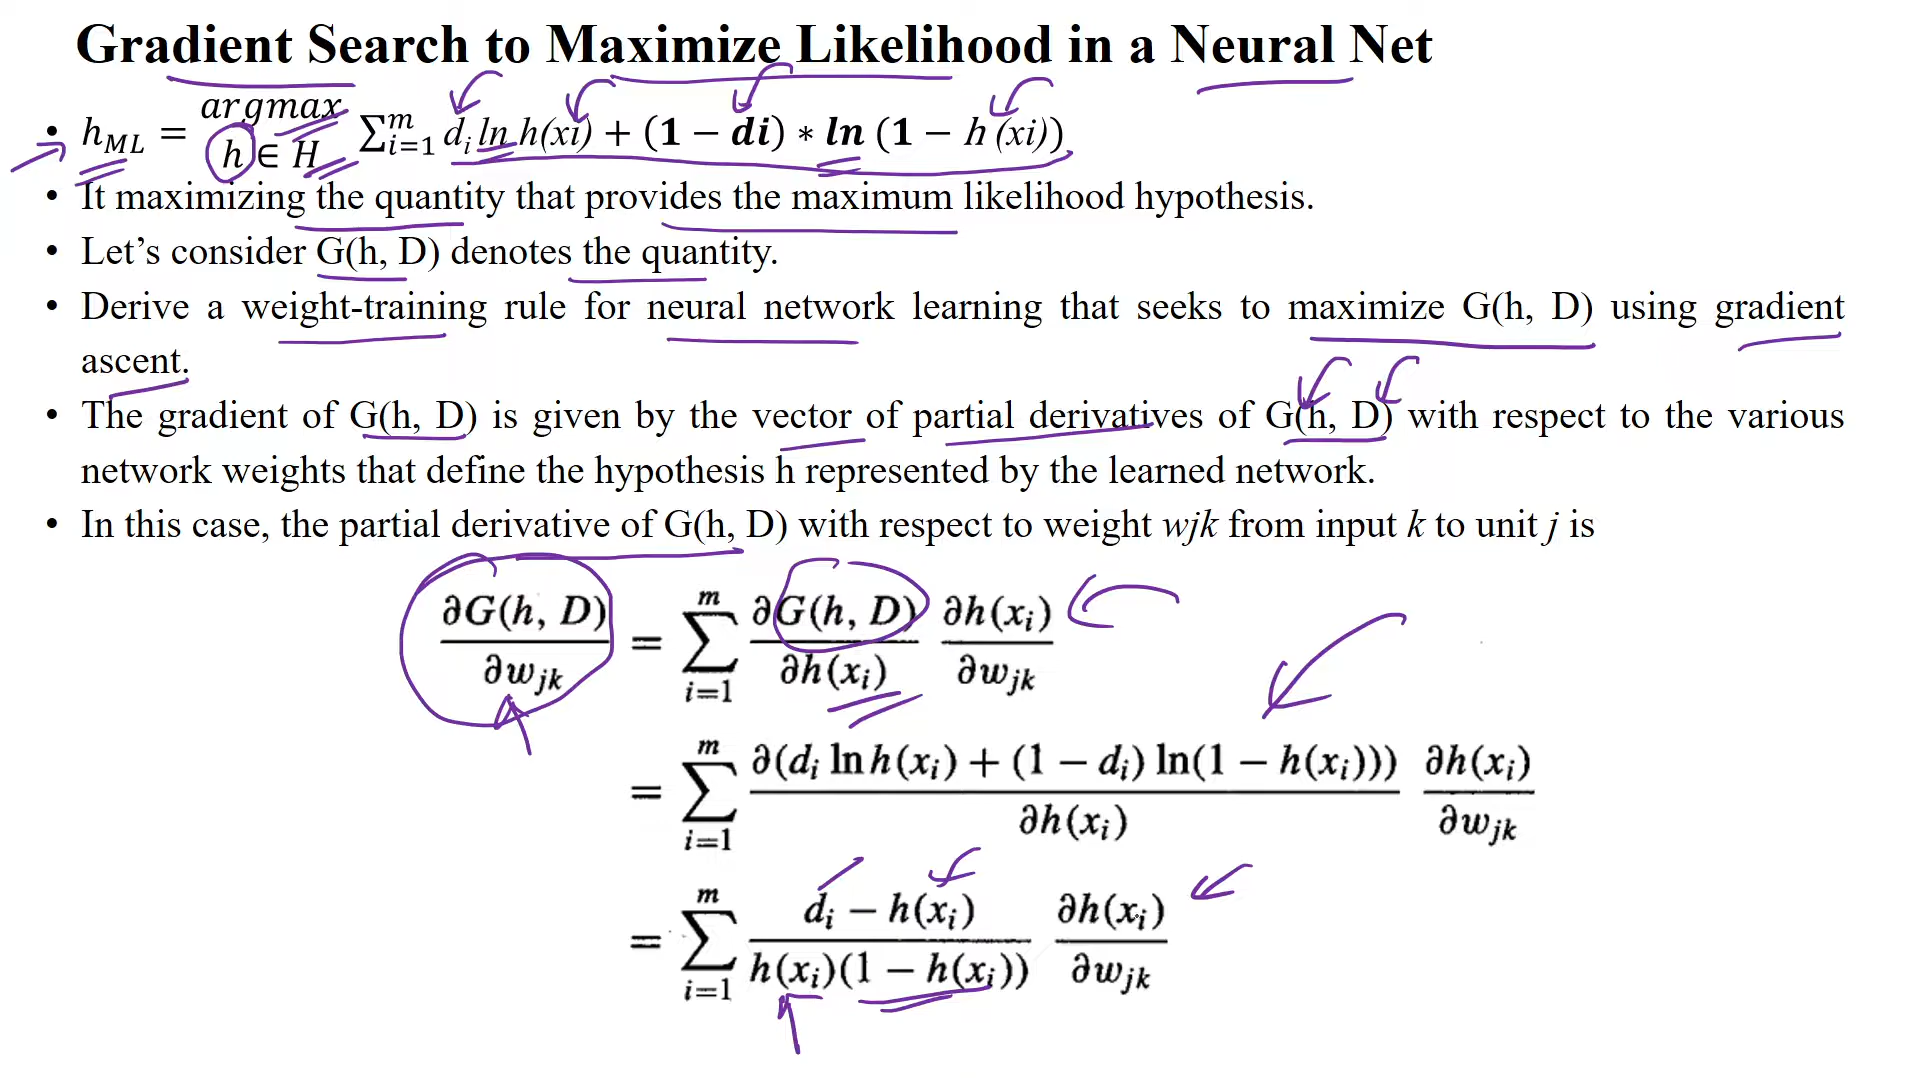 Gradient Search to Maximize Likelihood in a Neural Net
• h_ML = argmax h ∈ H ∑_{i=1}^{m} d_i ln h(xi) + (1 − di) * ln (1 − h (xi))
• It maximizing the quantity that provides the maximum likelihood hypothesis.
• Let’s consider G(h, D) denotes the quantity.
• Derive a weight-training rule for neural network learning that seeks to maximize G(h, D) using gradient
ascent.
• The gradient of G(h, D) is given by the vector of partial derivatives of G(h, D) with respect to the various
network weights that define the hypothesis h represented by the learned network.
• In this case, the partial derivative of G(h, D) with respect to weight wjk from input k to unit j is
∂G(h, D)/∂w_jk = ∑_{i=1}^{m} ∂G(h, D)/∂h(x_i) ∂h(x_i)/∂w_jk
= ∑_{i=1}^{m} ∂(d_i ln h(x_i) + (1 − d_i) ln(1 − h(x_i)))/∂h(x_i) ∂h(x_i)/∂w_jk
= ∑_{i=1}^{m} d_i − h(x_i)/h(x_i)(1 − h(x_i)) ∂h(x_i)/∂w_jk